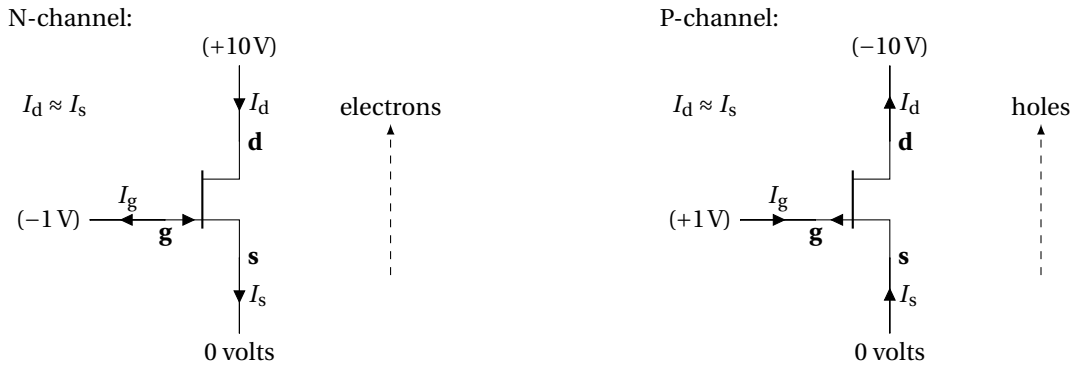 N-channel:
(+10 V)
I_d ≈ I_s
I_d
electrons
d
I_g
(−1 V)
g
s
I_s
0 volts
P-channel:
(−10 V)
I_d ≈ I_s
I_d
holes
d
I_g
(+1 V)
g
s
I_s
0 volts